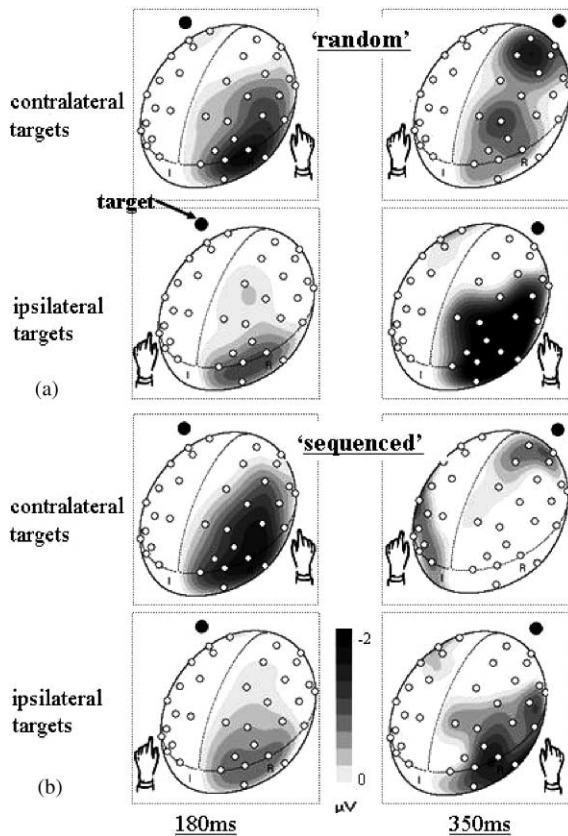 'random'
contralateral
targets
I
R
target
ipsilateral
targets
I
R
I
(a)
'sequenced'
contralateral
targets
I
I
R
ipsilateral
targets
-2
0
µV
I
R
I
R
(b)
180ms
350ms